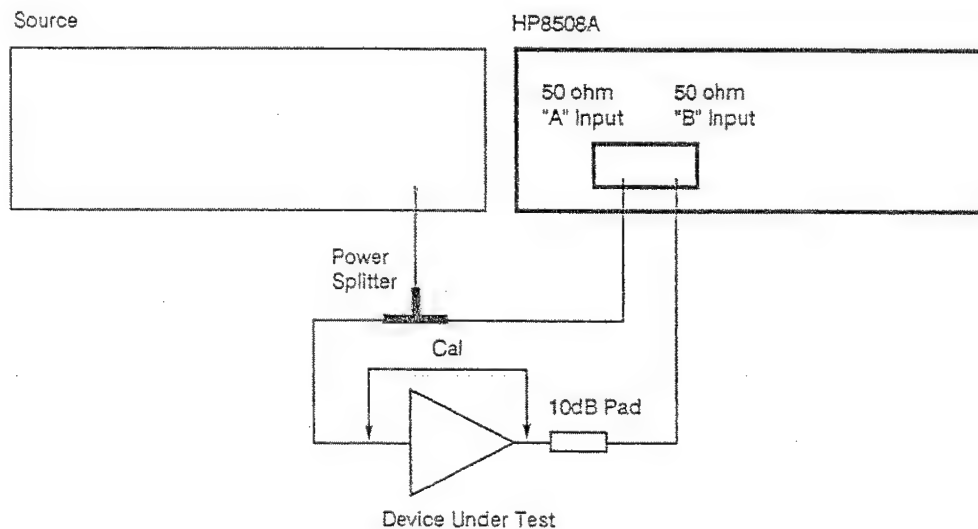 Source
HP8508A
50 ohm
"A" Input
50 ohm
"B" Input
Power
Splitter
Cal
10dB Pad
Device Under Test